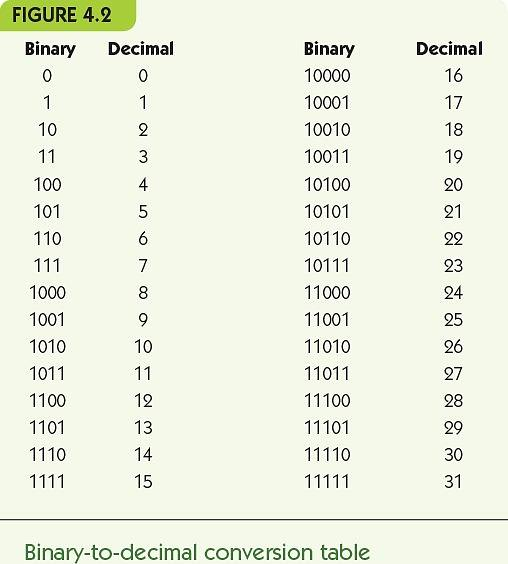 FIGURE 4.2
Binary Decimal Binary Decimal
0 0 10000 16
1 1 10001 17
10 2 10010 18
11 3 10011 19
100 4 10100 20
101 5 10101 21
110 6 10110 22
111 7 10111 23
1000 8 11000 24
1001 9 11001 25
1010 10 11010 26
1011 11 11011 27
1100 12 11100 28
1101 13 11101 29
1110 14 11110 30
1111 15 11111 31
Binary-to-decimal conversion table